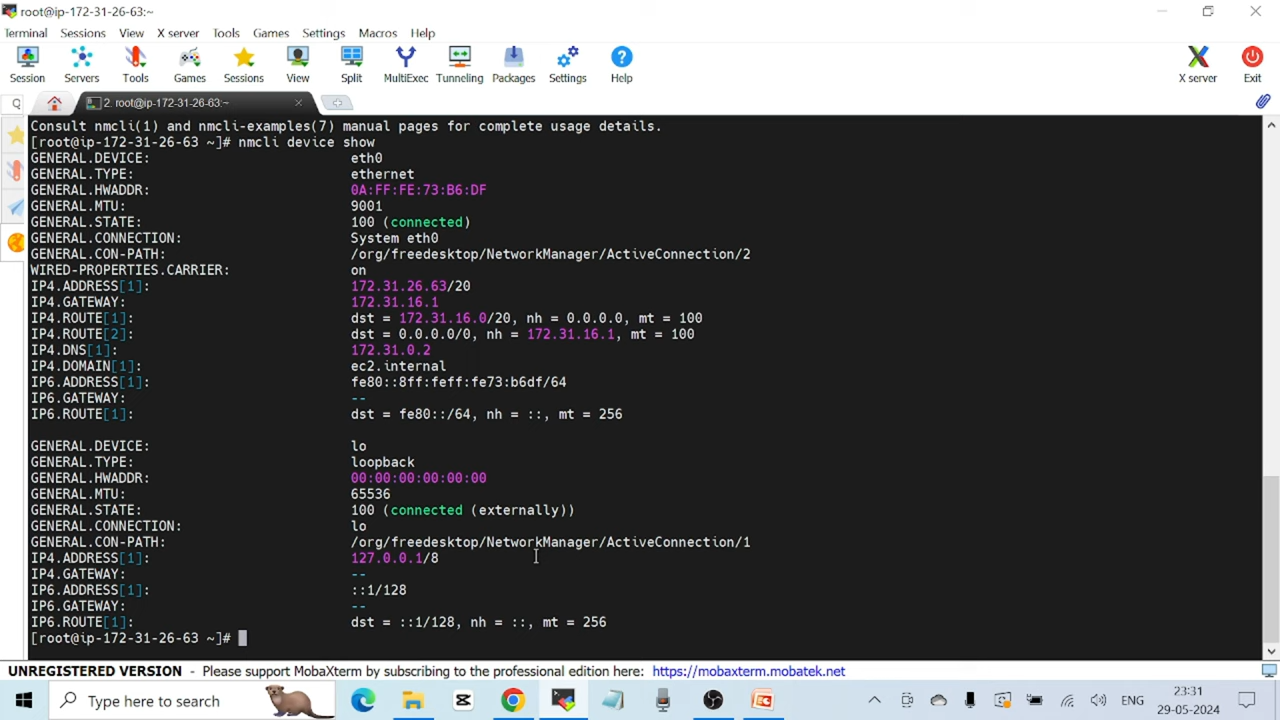 root@ip-172-31-26-63:~
Terminal Sessions View X server Tools Games Settings Macros Help
Session Servers Tools Games Sessions View Split MultiExec Tunneling Packages Settings Help X server Exit
2. root@ip-172-31-26-63:~
Consult nmcli(1) and nmcli-examples(7) manual pages for complete usage details.
[root@ip-172-31-26-63 ~]# nmcli device show
GENERAL.DEVICE: eth0
GENERAL.TYPE: ethernet
GENERAL.HWADDR: 0A:FF:FE:73:B6:DF
GENERAL.MTU: 9001
GENERAL.STATE: 100 (connected)
GENERAL.CONNECTION: System eth0
GENERAL.CON-PATH: /org/freedesktop/NetworkManager/ActiveConnection/2
WIRED-PROPERTIES.CARRIER: on
IP4.ADDRESS[1]: 172.31.26.63/20
IP4.GATEWAY: 172.31.16.1
IP4.ROUTE[1]: dst = 172.31.16.0/20, nh = 0.0.0.0, mt = 100
IP4.ROUTE[2]: dst = 0.0.0.0/0, nh = 172.31.16.1, mt = 100
IP4.DNS[1]: 172.31.0.2
IP4.DOMAIN[1]: ec2.internal
IP6.ADDRESS[1]: fe80::8ff:feff:fe73:b6df/64
IP6.GATEWAY: --
IP6.ROUTE[1]: dst = fe80::/64, nh = ::, mt = 256
GENERAL.DEVICE: lo
GENERAL.TYPE: loopback
GENERAL.HWADDR: 00:00:00:00:00:00
GENERAL.MTU: 65536
GENERAL.STATE: 100 (connected (externally))
GENERAL.CONNECTION: lo
GENERAL.CON-PATH: /org/freedesktop/NetworkManager/ActiveConnection/1
IP4.ADDRESS[1]: 127.0.0.1/8
IP4.GATEWAY: --
IP6.ADDRESS[1]: ::1/128
IP6.GATEWAY: --
IP6.ROUTE[1]: dst = ::1/128, nh = ::, mt = 256
[root@ip-172-31-26-63 ~]#
UNREGISTERED VERSION - Please support MobaXterm by subscribing to the professional edition here: https://mobaxterm.mobatek.net
Type here to search
ENG
23:31
29-05-2024